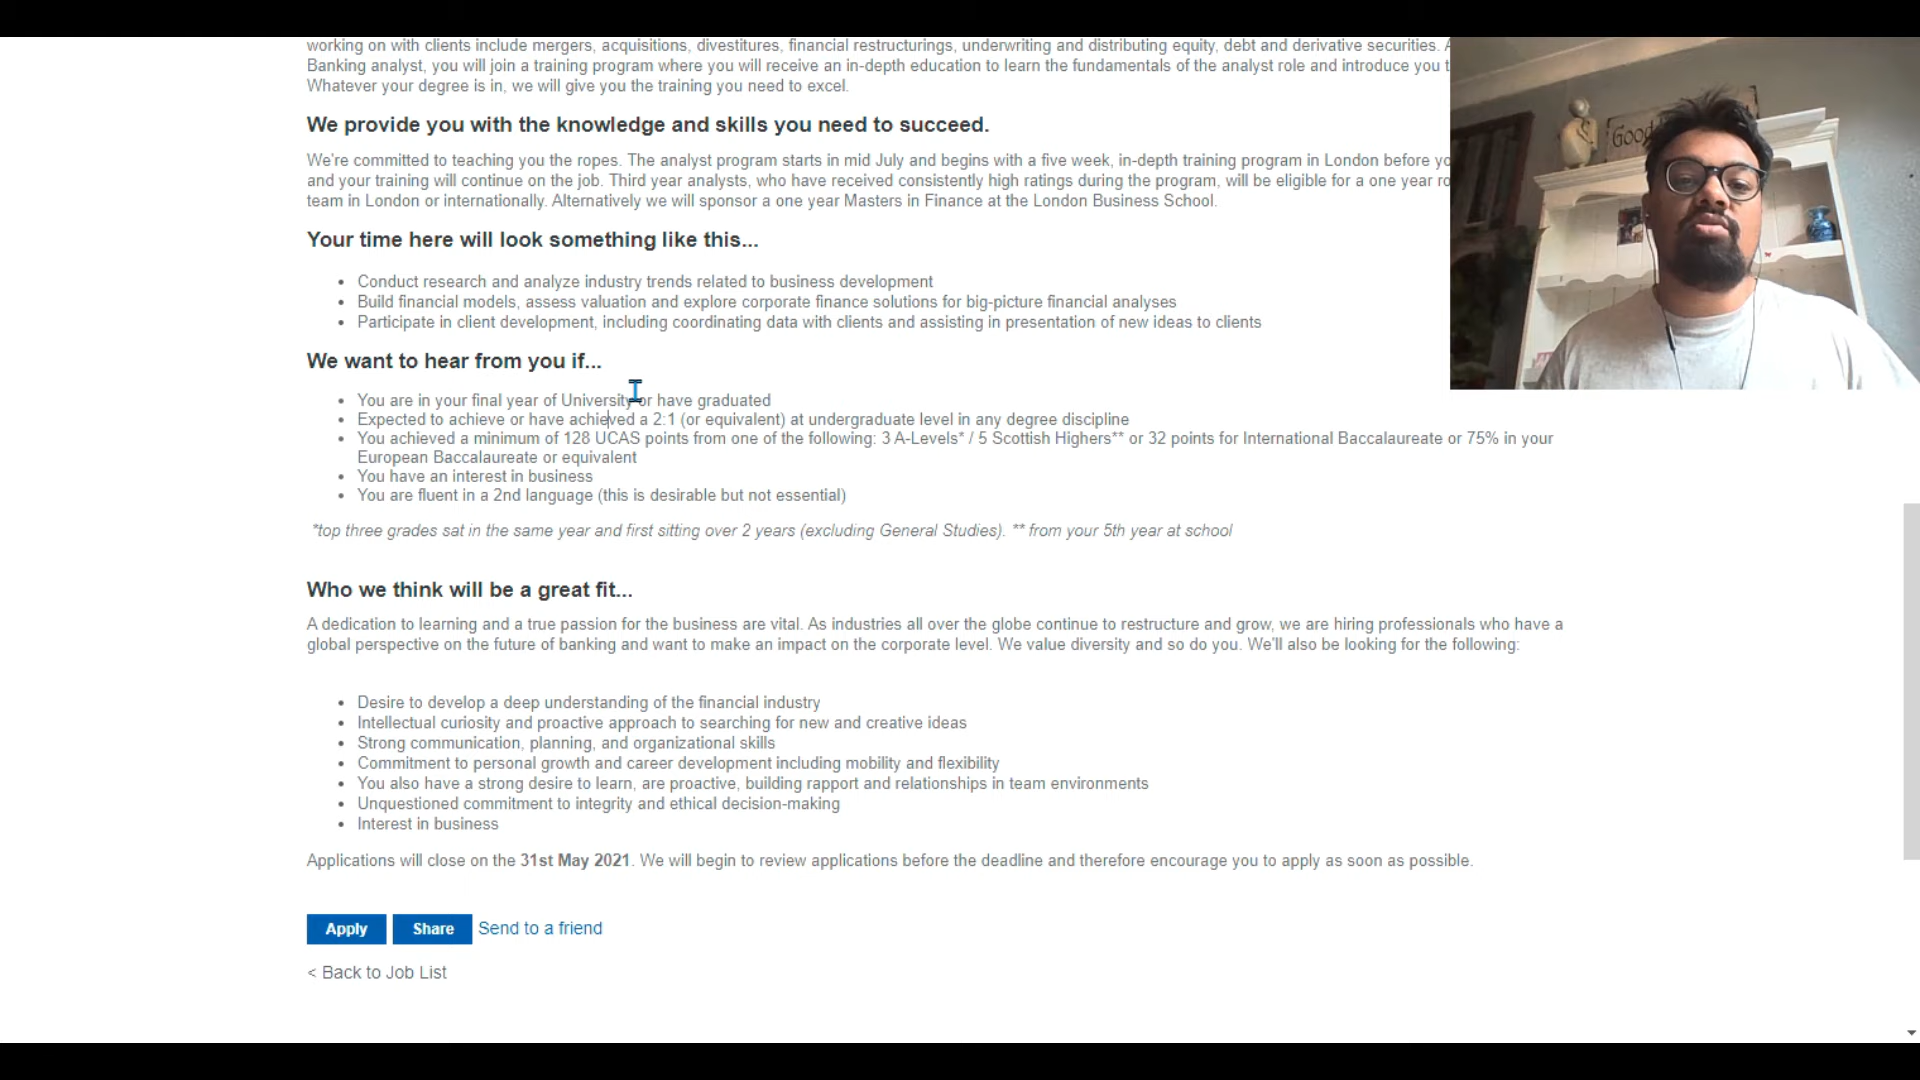 working on with clients include mergers, acquisitions, divestitures, financial restructurings, underwriting and distributing equity, debt and derivative securities.
Banking analyst, you will join a training program where you will receive an in-depth education to learn the fundamentals of the analyst role and introduce you
Whatever your degree is in, we will give you the training you need to excel.
We provide you with the knowledge and skills you need to succeed.
We're committed to teaching you the ropes. The analyst program starts in mid July and begins with a five week, in-depth training program in London before
and your training will continue on the job. Third year analysts, who have received consistently high ratings during the program, will be eligible for a one year
team in London or internationally. Alternatively we will sponsor a one year Masters in Finance at the London Business School.
Your time here will look something like this...
• Conduct research and analyze industry trends related to business development
• Build financial models, assess valuation and explore corporate finance solutions for big-picture financial analyses
• Participate in client development, including coordinating data with clients and assisting in presentation of new ideas to clients
We want to hear from you if...
• You are in your final year of University or have graduated
• Expected to achieve or have achieved a 2:1 (or equivalent) at undergraduate level in any degree discipline
• You achieved a minimum of 128 UCAS points from one of the following: 3 A-Levels* / 5 Scottish Highers** or 32 points for International Baccalaureate or 75% in your
European Baccalaureate or equivalent
• You have an interest in business
• You are fluent in a 2nd language (this is desirable but not essential)
*top three grades sat in the same year and first sitting over 2 years (excluding General Studies). ** from your 5th year at school
Who we think will be a great fit...
A dedication to learning and a true passion for the business are vital. As industries all over the globe continue to restructure and grow, we are hiring professionals who have a
global perspective on the future of banking and want to make an impact on the corporate level. We value diversity and so do you. We'll also be looking for the following:
• Desire to develop a deep understanding of the financial industry
• Intellectual curiosity and proactive approach to searching for new and creative ideas
• Strong communication, planning, and organizational skills
• Commitment to personal growth and career development including mobility and flexibility
• You also have a strong desire to learn, are proactive, building rapport and relationships in team environments
• Unquestioned commitment to integrity and ethical decision-making
• Interest in business
Applications will close on the 31st May 2021. We will begin to review applications before the deadline and therefore encourage you to apply as soon as possible.
Apply Share Send to a friend
< Back to Job List
Good